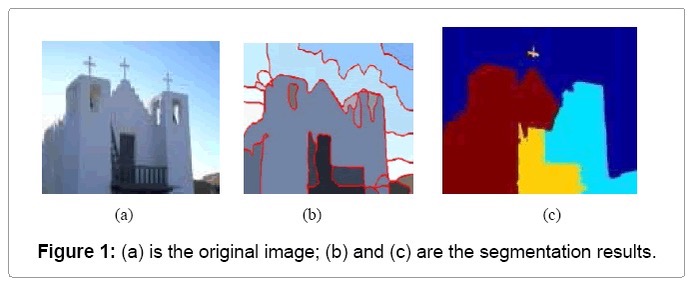 (a) (b) (c)
Figure 1: (a) is the original image; (b) and (c) are the segmentation results.